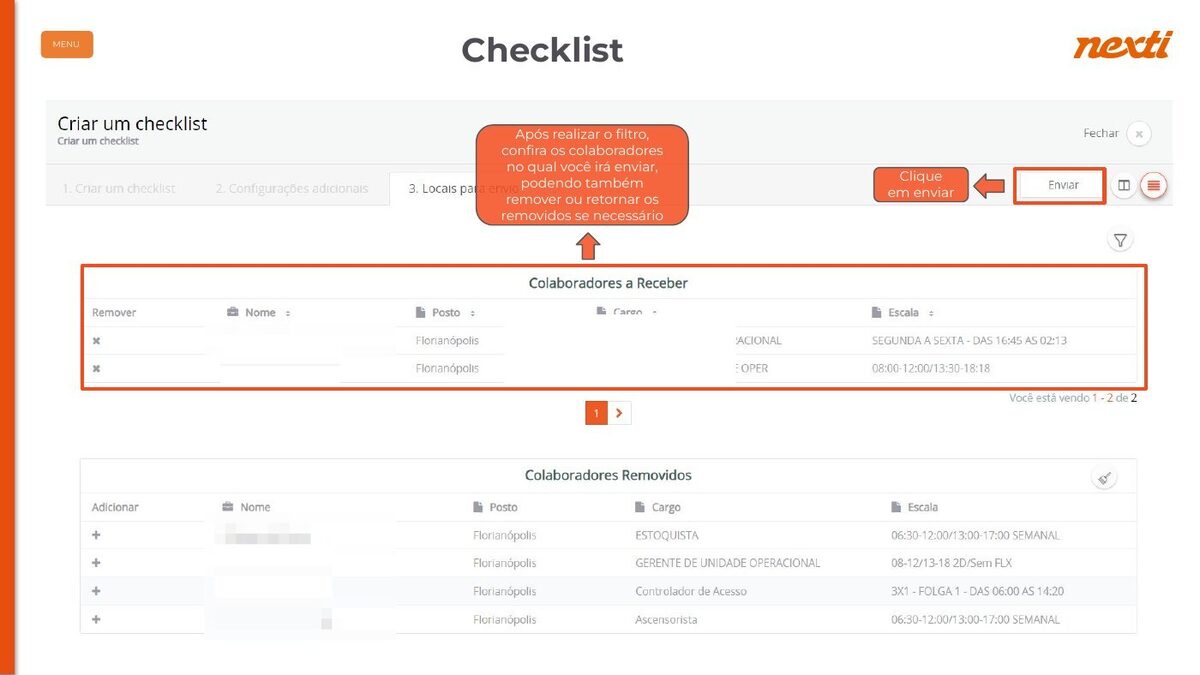 MENU
Checklist
nexti
Criar um checklist
Criar um checklist
Fechar
Após realizar o filtro,
confira os colaboradores
no qual você irá enviar,
podendo também
remover ou retornar os
removidos se necessário
1. Criar um checklist
2. Configurações adicionais
3. Locais para envio
Clique
em enviar
Enviar
Colaboradores a Receber
Remover Nome Posto Cargo Escala
Florianópolis RACIONAL SEGUNDA A SEXTA - DAS 16:45 AS 02:13
Florianópolis E OPER 08:00-12:00/13:30-18:18
Você está vendo 1 - 2 de 2
1
Colaboradores Removidos
Adicionar Nome Posto Cargo Escala
Florianópolis ESTOQUISTA 06:30-12:00/13:00-17:00 SEMANAL
Florianópolis GERENTE DE UNIDADE OPERACIONAL 08-12/13-18 2D/Sem FLX
Florianópolis Controlador de Acesso 3X1 - FOLGA 1 - DAS 06:00 AS 14:20
Florianópolis Ascensorista 06:30-12:00/13:00-17:00 SEMANAL